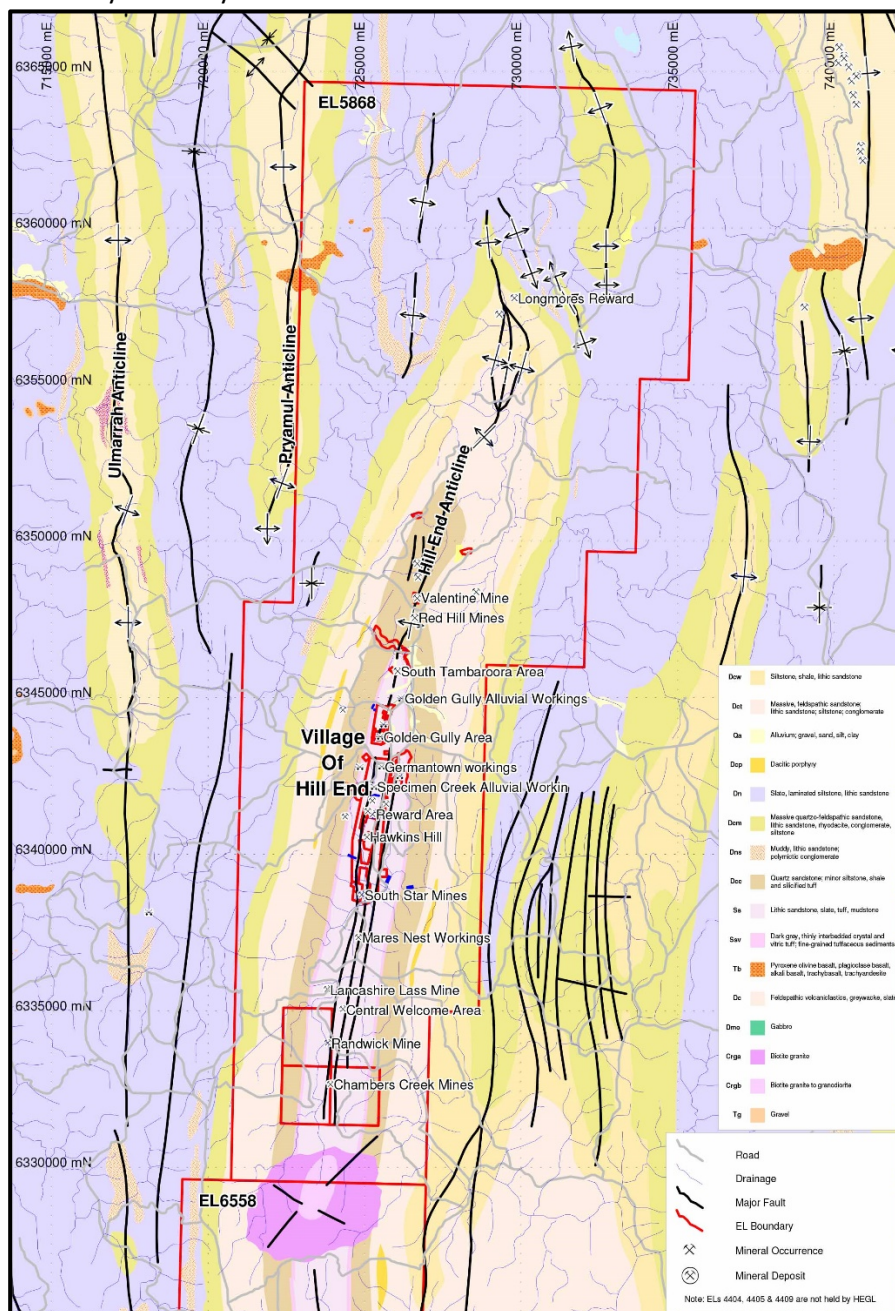 715000 mE
720000 mE
725000 mE
730000 mE
735000 mE
740000 mE
6365000 mN
EL5868
6360000 mN
Longmores Reward
6355000 mN
Ulmarrah-Anticline
Pryamul-Anticline
Hill-End-Anticline
6350000 mN
Valentine Mine
Red Hill Mines
South Tambaroora Area
6345000 mN
Golden Gully Alluvial Workings
Village
Of
Hill End
Golden Gully Area
Germantown workings
Specimen Creek Alluvial Workin
Reward Area
6340000 mN
Hawkins Hill
South Star Mines
Mares Nest Workings
Lancashire Lass Mine
6335000 mN
Central Welcome Area
Randwick Mine
Chambers Creek Mines
6330000 mN
EL6558
Dcw Siltstone, shale, lithic sandstone
Dct Massive, feldspathic sandstone;
lithic sandstone; siltstone; conglomerate
Qa Alluvium; gravel, sand, silt, clay
Dcp Dacitic porphyry
Dn Slate, laminated siltstone, lithic sandstone
Dcm Massive quartzo-feldspathic sandstone,
lithic sandstone, rhyodacite, conglomerate,
siltstone
Dns Muddy, lithic sandstone;
polymictic conglomerate
Dcc Quartz sandstone; minor siltstone, shale
and silicified tuff
Sa Lithic sandstone, slate, tuff, mudstone
Ssv Dark grey, thinly interbedded crystal and
vitric tuff; fine-grained tuffaceous sediments
Tb Pyroxene olivine basalt, plagioclase basalt,
alkali basalt, trachybasalt, trachyandesite
Dc Feldspathic volcaniclastics, greywacke, slate
Dmo Gabbro
Crga Biotite granite
Crgb Biotite granite to granodiorite
Tg Gravel
Road
Drainage
Major Fault
EL Boundary
Mineral Occurrence
Mineral Deposit
Note: ELs 4404, 4405 & 4409 are not held by HEGL